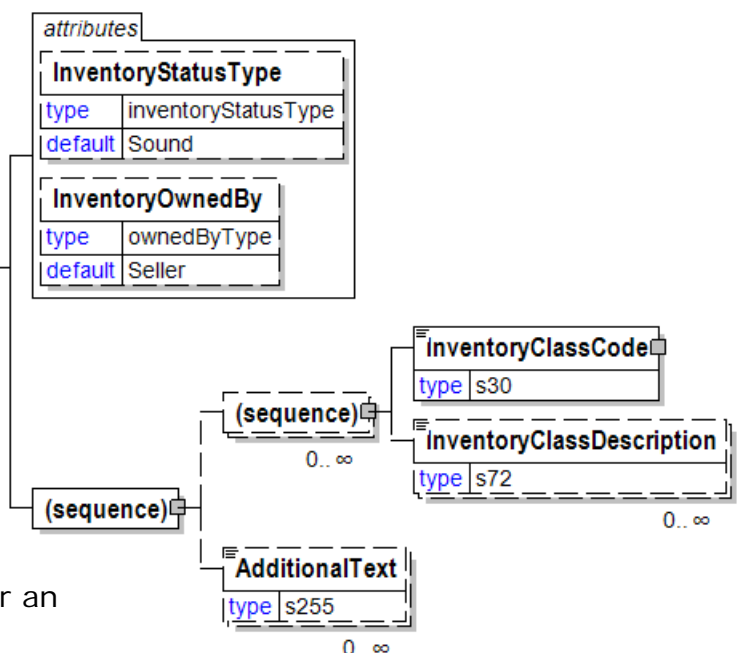 attributes
InventoryStatusType
type inventoryStatusType
default Sound
InventoryOwnedBy
type ownedByType
default Seller
InventoryClassCode
type s30
(sequence)
0.. ∞
InventoryClassDescription
type s72
0.. ∞
(sequence)
AdditionalText
type s255
0.. ∞
r an